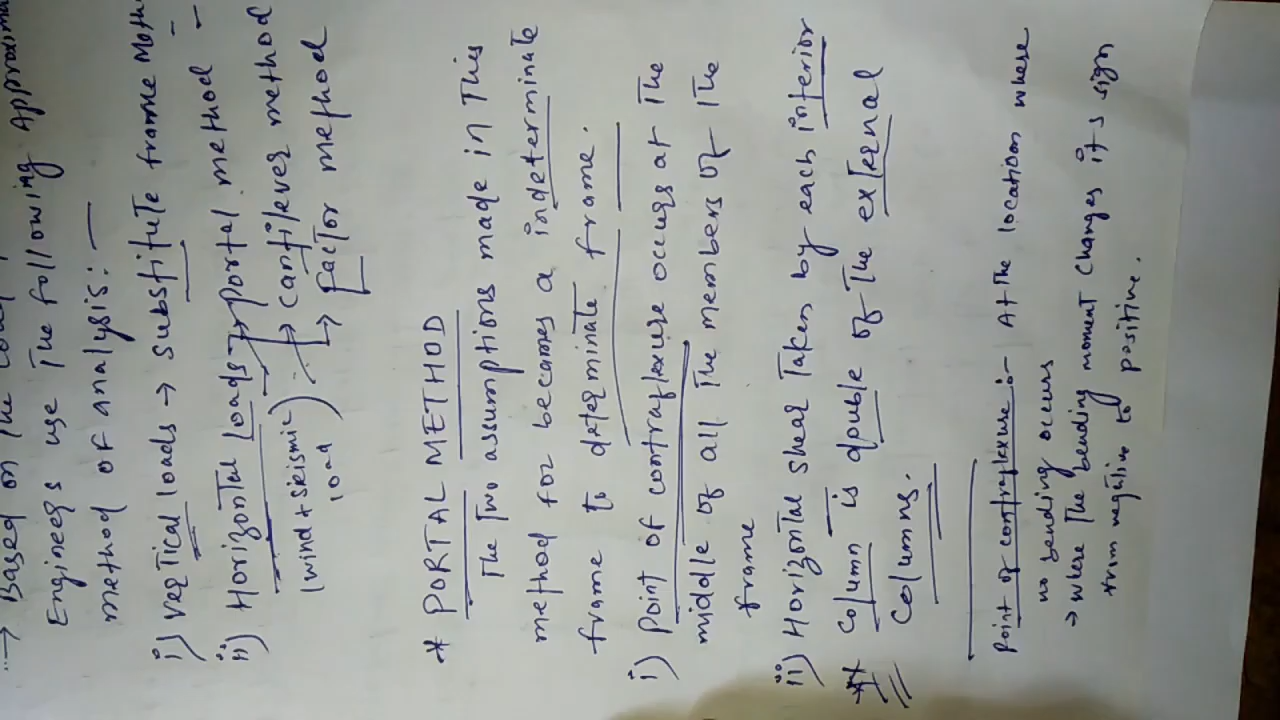 → Based on the
Engineers use The following Approxima
method of analysis: —
i) vertical loads → substitute frame Meth
ii) Horizontal Loads → portal method -
(wind + seismic → cantilever method -
load) → factor method
* PORTAL METHOD
The Two assumptions made in This
method for becomes a indeterminate
frame to determinate frame.
i) point of contraflexure occurs at The
middle of all The members of The
frame
ii) Horizontal shear Taken by each interior
** column is double of The external
columns.
point of contraflexure :- At The location where
no bending occurs
→ where The bending moment changes it's sign
from negative to positive.